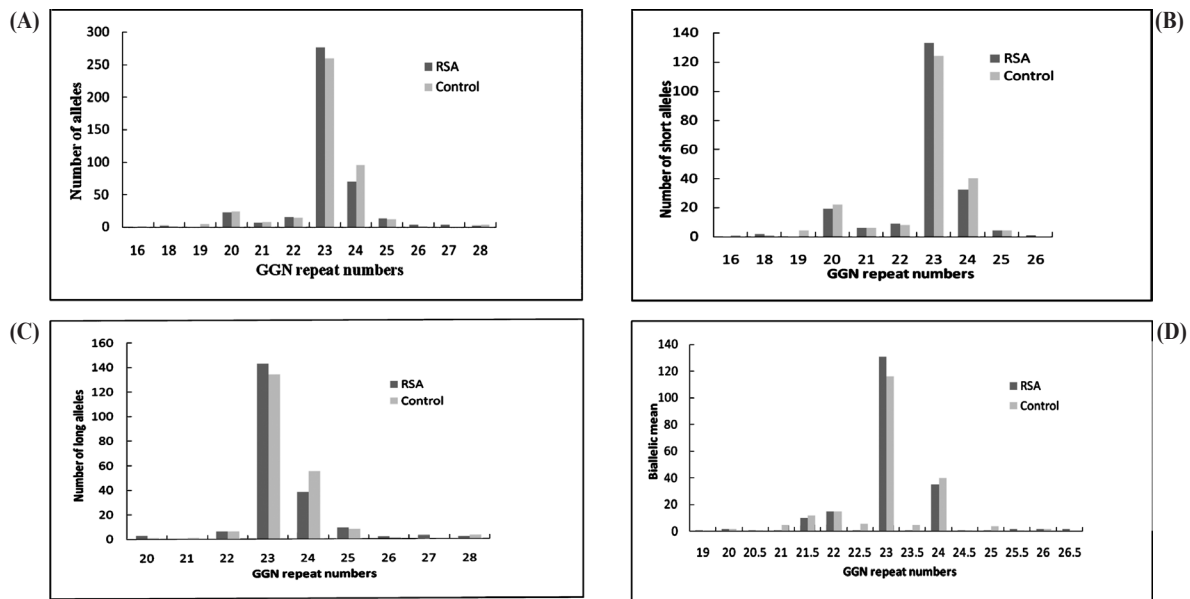 (A)
300
250
200
150
100
50
0
Number of alleles
RSA
Control
16 18 19 20 21 22 23 24 25 26 27 28
GGN repeat numbers
(B)
140
120
100
80
60
40
20
0
Number of short alleles
RSA
Control
16 18 19 20 21 22 23 24 25 26
GGN repeat numbers
(C)
160
140
120
100
80
60
40
20
0
Number of long alleles
RSA
Control
20 21 22 23 24 25 26 27 28
GGN repeat numbers
(D)
140
120
100
80
60
40
20
0
Biallelic mean
RSA
Control
19 20 20.5 21 21.5 22 22.5 23 23.5 24 24.5 25 25.5 26 26.5
GGN repeat numbers